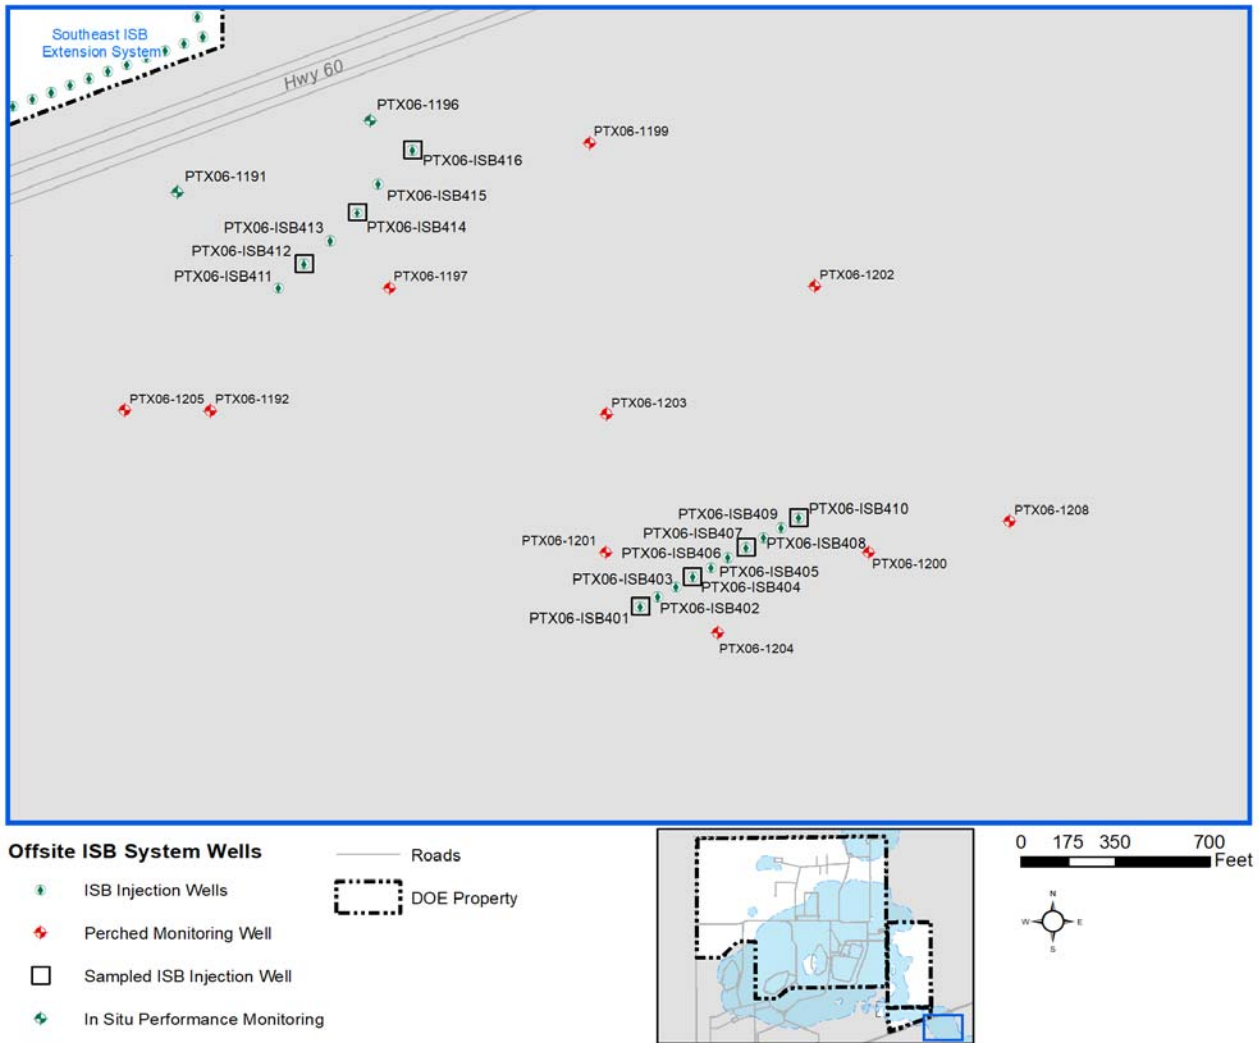 Southeast ISB
Extension System
Hwy 60
PTX06-1196
PTX06-1199
PTX06-ISB416
PTX06-1191
PTX06-ISB415
PTX06-ISB413
PTX06-ISB414
PTX06-ISB412
PTX06-ISB411
PTX06-1197
PTX06-1202
PTX06-1205
PTX06-1192
PTX06-1203
PTX06-ISB409
PTX06-ISB410
PTX06-1208
PTX06-ISB407
PTX06-1201
PTX06-ISB408
PTX06-ISB406
PTX06-1200
PTX06-ISB405
PTX06-ISB403
PTX06-ISB404
PTX06-ISB402
PTX06-ISB401
PTX06-1204
Offsite ISB System Wells
ISB Injection Wells
Perched Monitoring Well
Sampled ISB Injection Well
In Situ Performance Monitoring
Roads
DOE Property
0 175 350 700
Feet
N
W E
S